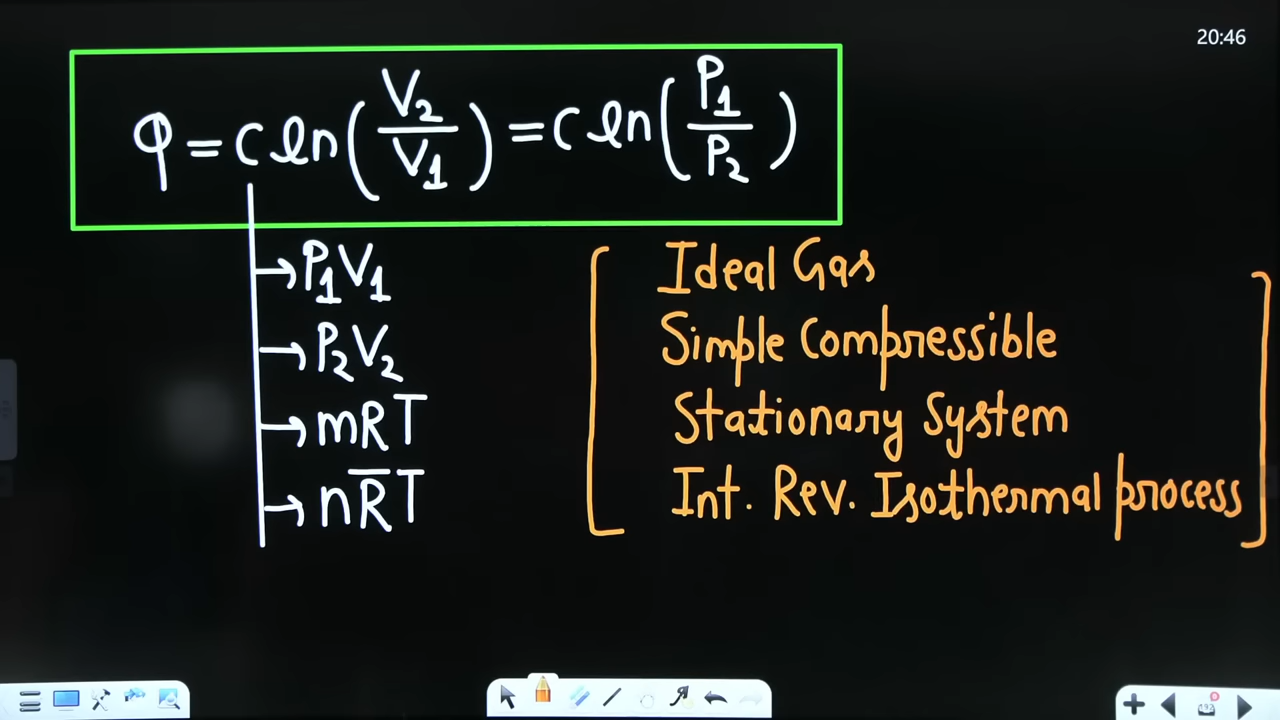 20:46
φ = c ln(V₂/V₁) = c ln(P₁/P₂)
→ P₁V₁
→ P₂V₂
→ mRT
→ nR̅T
Ideal Gas
Simple Compressible
Stationary System
Int. Rev. Isothermal process